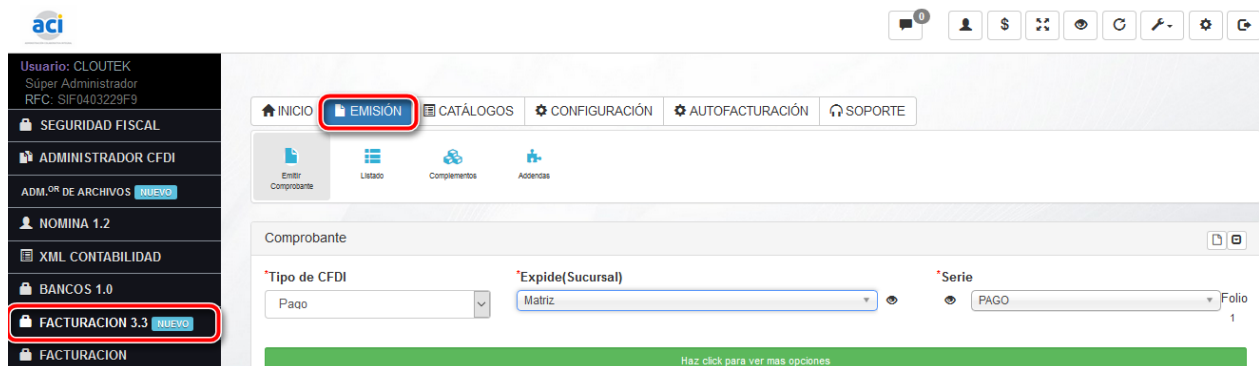 aci
0
$
Usuario: CLOUTEK
Súper Administrador
RFC: SIF0403229F9
SEGURIDAD FISCAL
ADMINISTRADOR CFDI
ADM.OR DE ARCHIVOS NUEVO
NOMINA 1.2
XML CONTABILIDAD
BANCOS 1.0
FACTURACION 3.3 NUEVO
FACTURACION
INICIO EMISIÓN CATÁLOGOS CONFIGURACIÓN AUTOFACTURACIÓN SOPORTE
Emitir Comprobante
Listado
Complementos
Addendas
Comprobante
*Tipo de CFDI
Pago
*Expide(Sucursal)
Matriz
*Serie
PAGO
Folio
1
Haz click para ver mas opciones